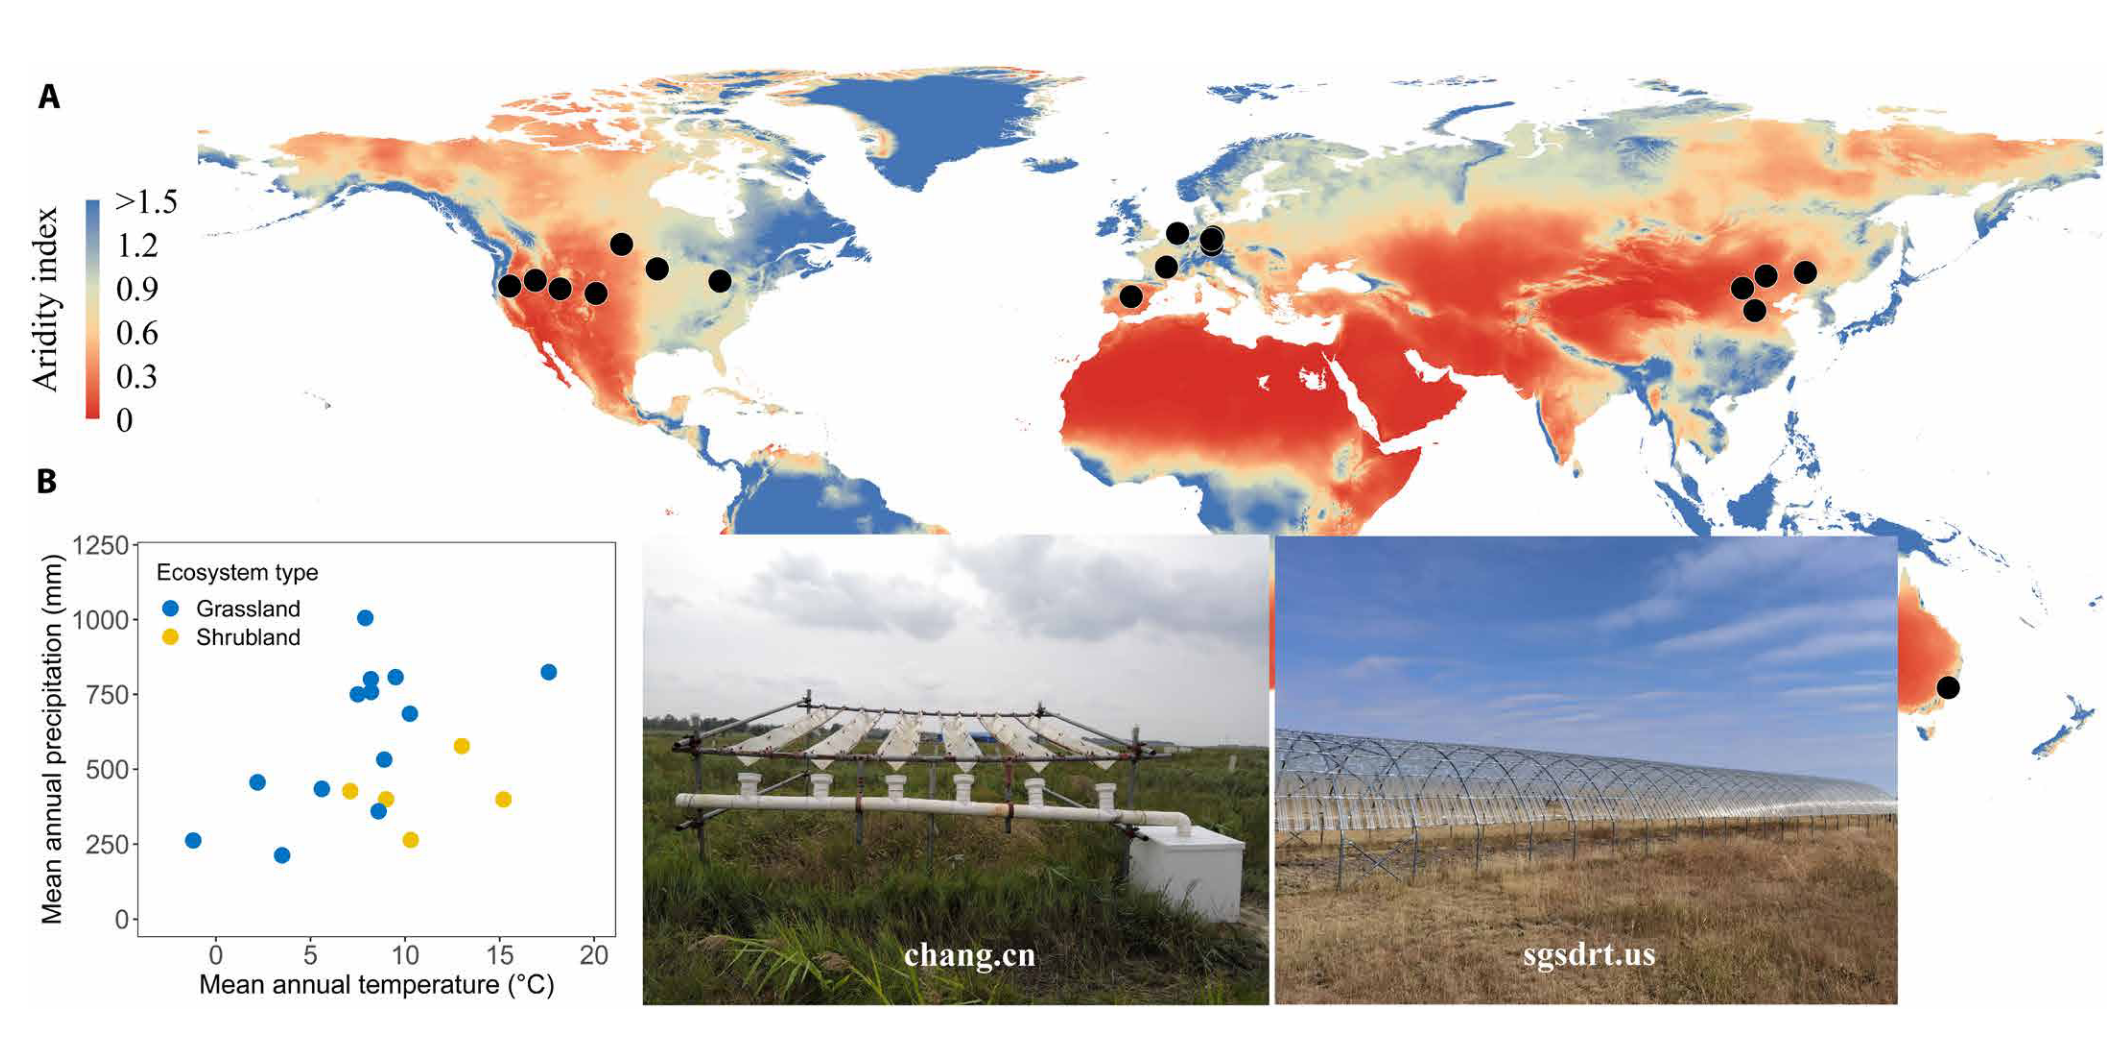 A
Aridity index
>1.5
1.2
0.9
0.6
0.3
0
B
Mean annual precipitation (mm)
1250
1000
750
500
250
0
Ecosystem type
Grassland
Shrubland
0 5 10 15 20
Mean annual temperature (°C)
chang.cn
sgsdrt.us